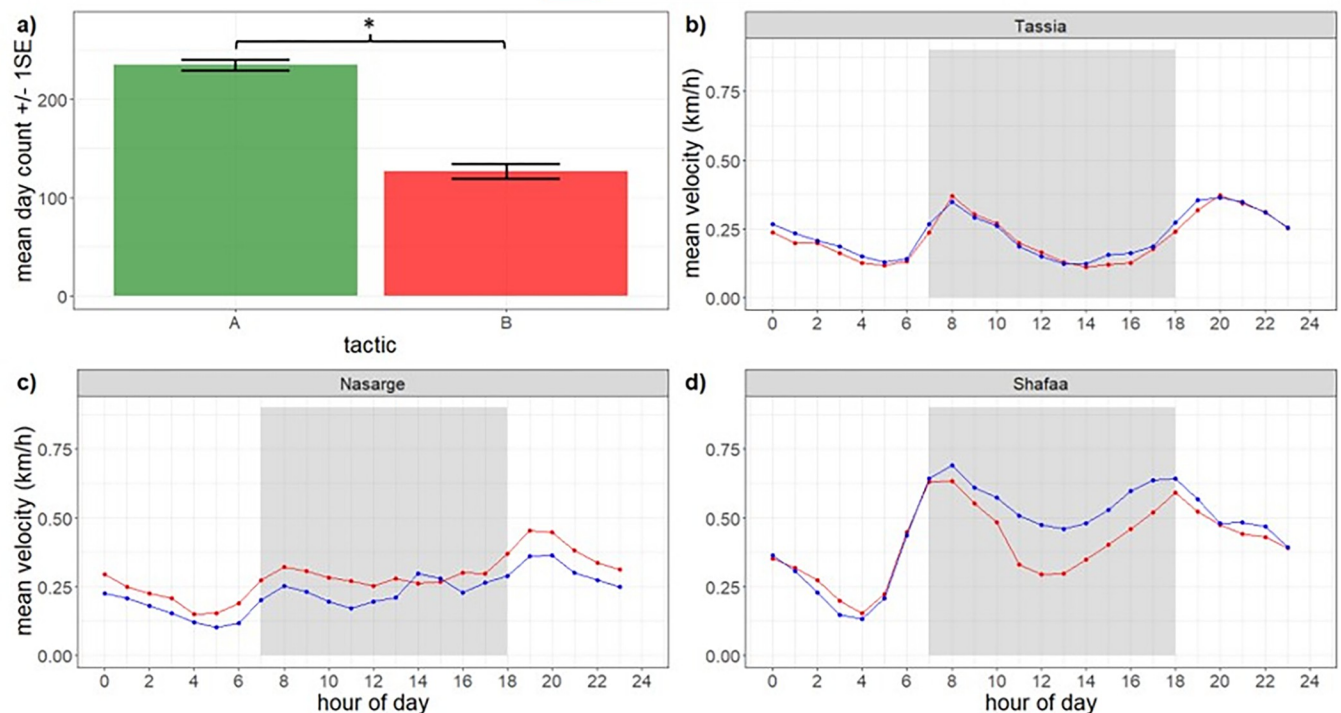 a)
*
mean day count +/- 1SE
200
100
0
A B
tactic
b)
Tassia
mean velocity (km/h)
0.75
0.50
0.25
0.00
0 2 4 6 8 10 12 14 16 18 20 22 24
c)
Nasarge
mean velocity (km/h)
0.75
0.50
0.25
0.00
0 2 4 6 8 10 12 14 16 18 20 22 24
hour of day
d)
Shafaa
0.75
0.50
0.25
0.00
0 2 4 6 8 10 12 14 16 18 20 22 24
hour of day